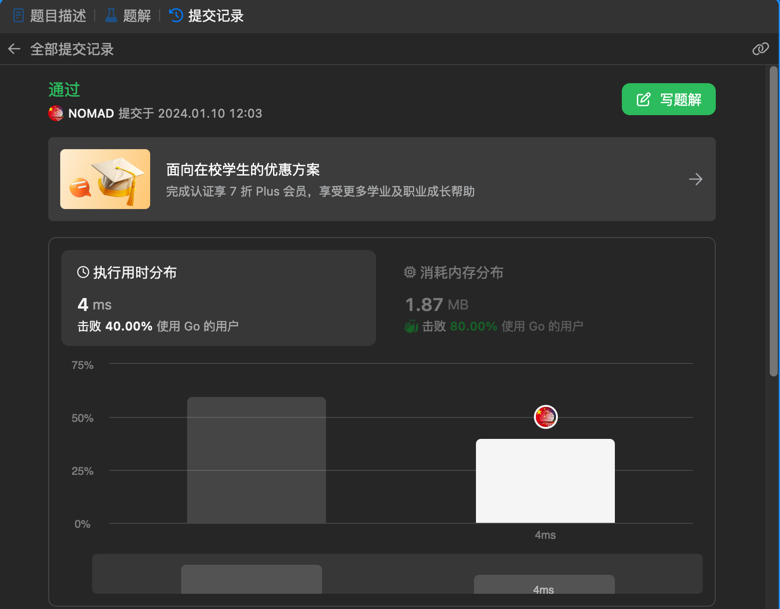 题目描述 题解 提交记录
全部提交记录
通过
写题解
NOMAD 提交于 2024.01.10 12:03
面向在校学生的优惠方案
完成认证享 7 折 Plus 会员，享受更多学业及职业成长帮助
执行用时分布
4 ms
击败 40.00% 使用 Go 的用户
消耗内存分布
1.87 MB
击败 80.00% 使用 Go 的用户
75%
50%
25%
0%
4ms
4ms